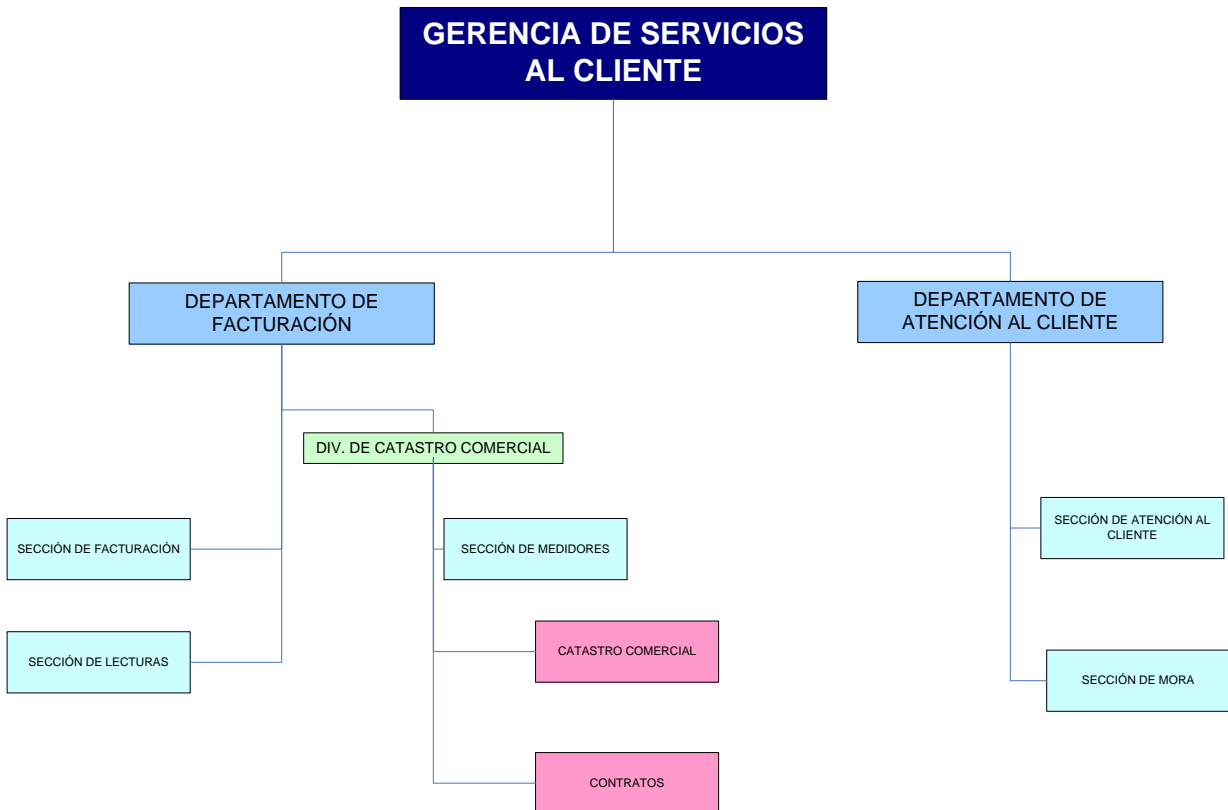 GERENCIA DE SERVICIOS
AL CLIENTE
DEPARTAMENTO DE
FACTURACIÓN
DEPARTAMENTO DE
ATENCIÓN AL CLIENTE
DIV. DE CATASTRO COMERCIAL
SECCIÓN DE FACTURACIÓN
SECCIÓN DE MEDIDORES
SECCIÓN DE ATENCIÓN AL
CLIENTE
SECCIÓN DE LECTURAS
CATASTRO COMERCIAL
SECCIÓN DE MORA
CONTRATOS